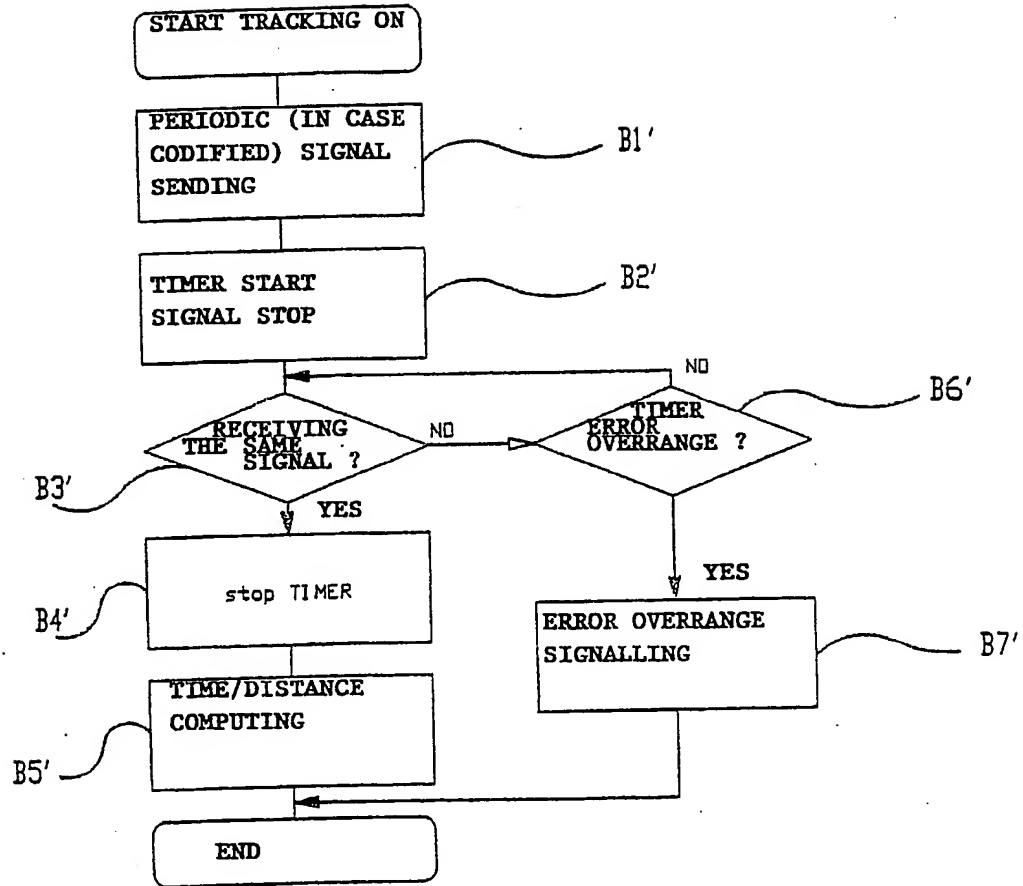 START TRACKING ON
PERIODIC (IN CASE
CODIFIED) SIGNAL
SENDING
B1'
TIMER START
SIGNAL STOP
B2'
NO
B6'
RECEIVING
THE SAME
SIGNAL ?
NO
TIMER
ERROR
OVERRANGE ?
B3'
YES
stop TIMER
B4'
YES
ERROR OVERRANGE
SIGNALLING
B7'
TIME/DISTANCE
COMPUTING
B5'
END